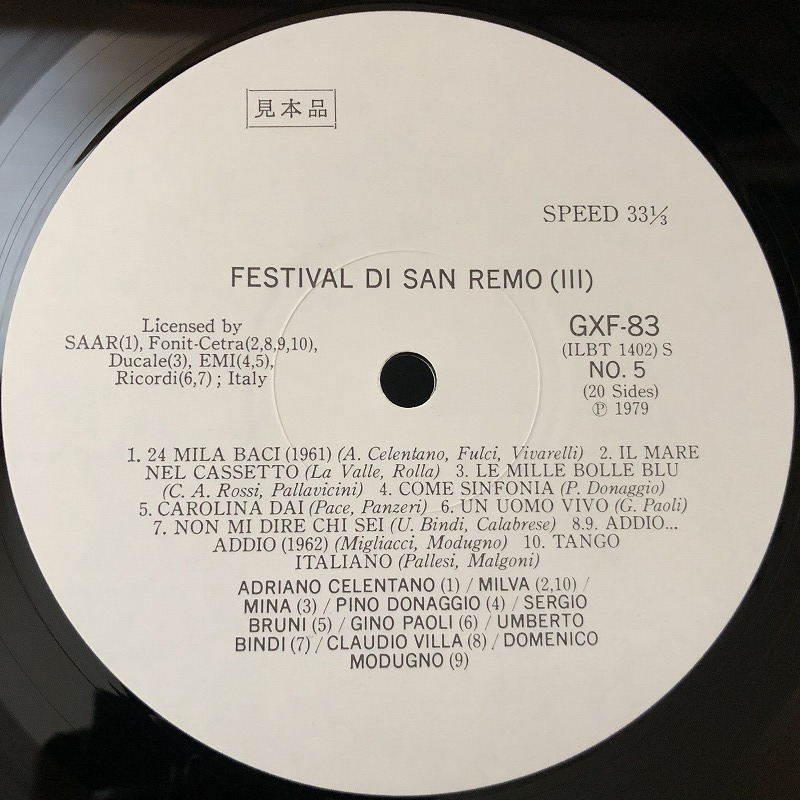 見本品
SPEED 33⅓
FESTIVAL DI SAN REMO (III)
Licensed by
SAAR(1), Fonit-Cetra(2,8,9,10),
Ducale(3), EMI(4,5),
Ricordi(6,7) ; Italy
GXF-83
(ILBT 1402) S
NO. 5
(20 Sides)
℗ 1979
1. 24 MILA BACI (1961) (A. Celentano, Fulci, Vivarelli) 2. IL MARE
NEL CASSETTO (La Valle, Rolla) 3. LE MILLE BOLLE BLU
(C. A. Rossi, Pallavicini) 4. COME SINFONIA (P. Donaggio)
5. CAROLINA DAI (Pace, Panzeri) 6. UN UOMO VIVO (G. Paoli)
7. NON MI DIRE CHI SEI (U. Bindi, Calabrese) 8.9. ADDIO...
ADDIO (1962) (Migliacci, Modugno) 10. TANGO
ITALIANO (Pallesi, Malgoni)
ADRIANO CELENTANO (1) / MILVA (2,10) /
MINA (3) / PINO DONAGGIO (4) / SERGIO
BRUNI (5) / GINO PAOLI (6) / UMBERTO
BINDI (7) / CLAUDIO VILLA (8) / DOMENICO
MODUGNO (9)